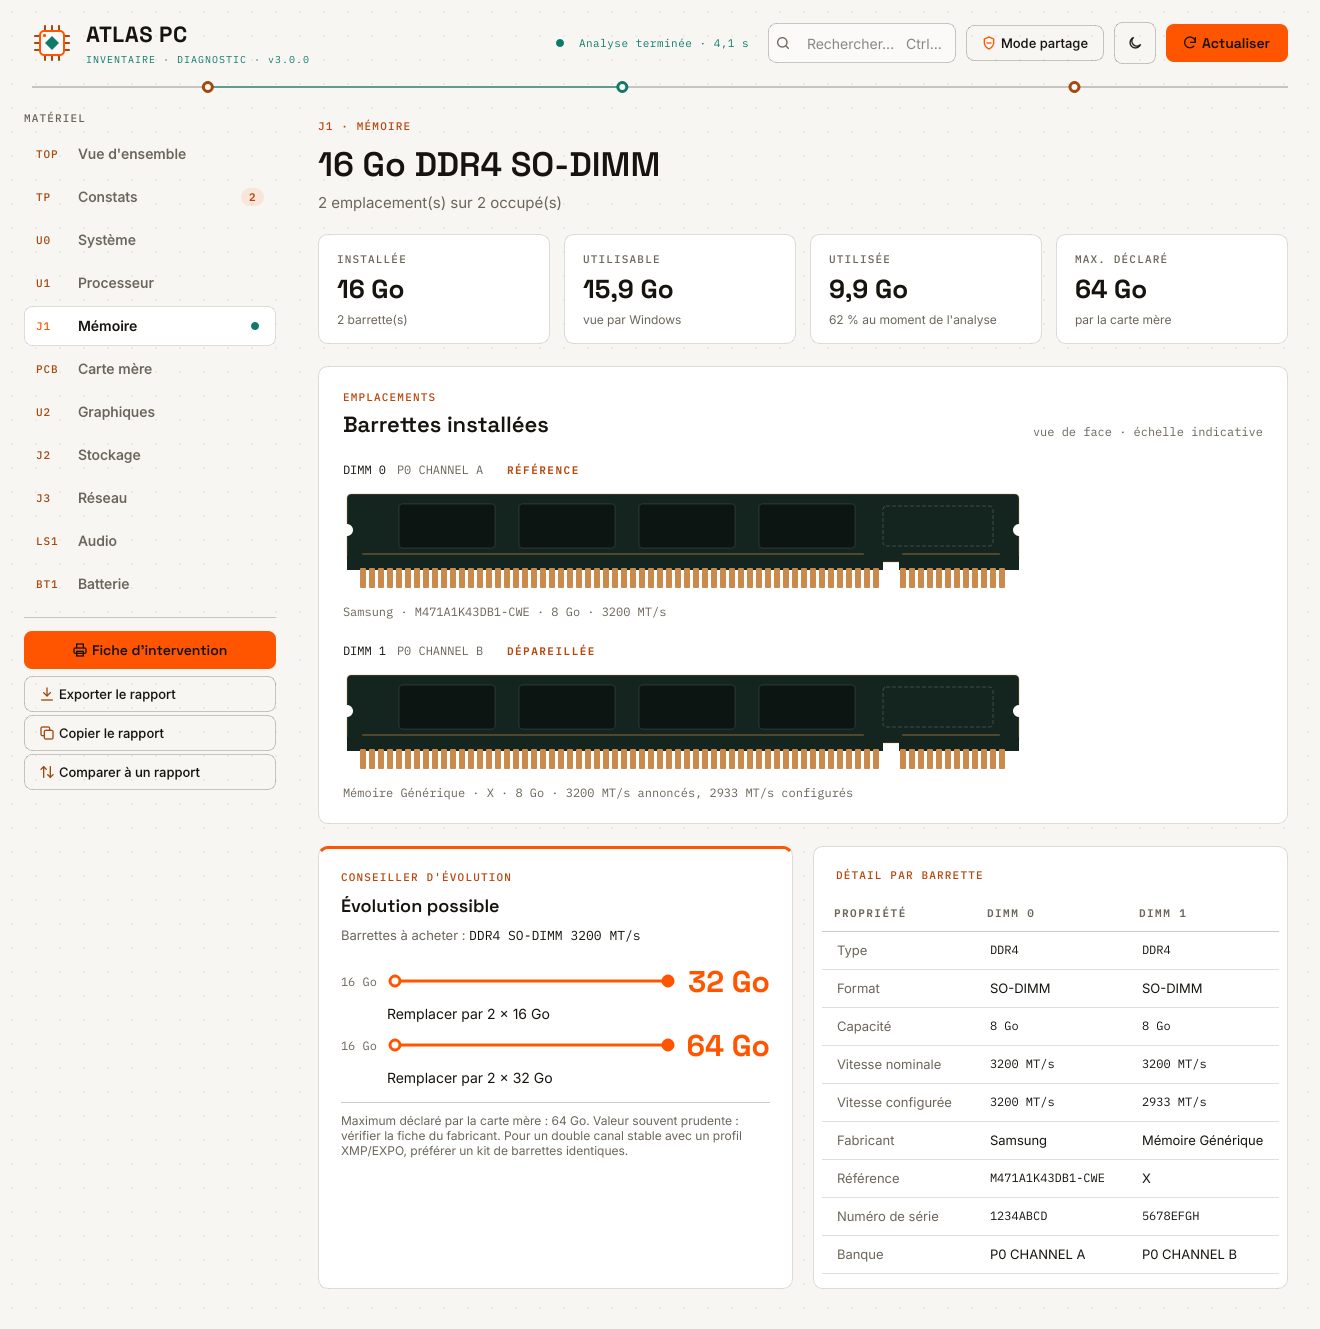 ATLAS PC
INVENTAIRE · DIAGNOSTIC · v3.0.0
Analyse terminée · 4,1 s
Rechercher... Ctrl...
Mode partage
Actualiser
MATÉRIEL
TOP Vue d'ensemble
TP Constats 2
U0 Système
U1 Processeur
J1 Mémoire
PCB Carte mère
U2 Graphiques
J2 Stockage
J3 Réseau
LS1 Audio
BT1 Batterie
Fiche d'intervention
Exporter le rapport
Copier le rapport
Comparer à un rapport
J1 · MÉMOIRE
16 Go DDR4 SO-DIMM
2 emplacement(s) sur 2 occupé(s)
INSTALLÉE
16 Go
2 barrette(s)
UTILISABLE
15,9 Go
vue par Windows
UTILISÉE
9,9 Go
62 % au moment de l'analyse
MAX. DÉCLARÉ
64 Go
par la carte mère
EMPLACEMENTS
Barrettes installées
vue de face · échelle indicative
DIMM 0 P0 CHANNEL A RÉFÉRENCE
Samsung · M471A1K43DB1-CWE · 8 Go · 3200 MT/s
DIMM 1 P0 CHANNEL B DÉPAREILLÉE
Mémoire Générique · X · 8 Go · 3200 MT/s annoncés, 2933 MT/s configurés
CONSEILLER D'ÉVOLUTION
Évolution possible
Barrettes à acheter : DDR4 SO-DIMM 3200 MT/s
16 Go 32 Go
Remplacer par 2 × 16 Go
16 Go 64 Go
Remplacer par 2 × 32 Go
Maximum déclaré par la carte mère : 64 Go. Valeur souvent prudente :
vérifier la fiche du fabricant. Pour un double canal stable avec un profil
XMP/EXPO, préférer un kit de barrettes identiques.
DÉTAIL PAR BARRETTE
PROPRIÉTÉ DIMM 0 DIMM 1
Type DDR4 DDR4
Format SO-DIMM SO-DIMM
Capacité 8 Go 8 Go
Vitesse nominale 3200 MT/s 3200 MT/s
Vitesse configurée 3200 MT/s 2933 MT/s
Fabricant Samsung Mémoire Générique
Référence M471A1K43DB1-CWE X
Numéro de série 1234ABCD 5678EFGH
Banque P0 CHANNEL A P0 CHANNEL B